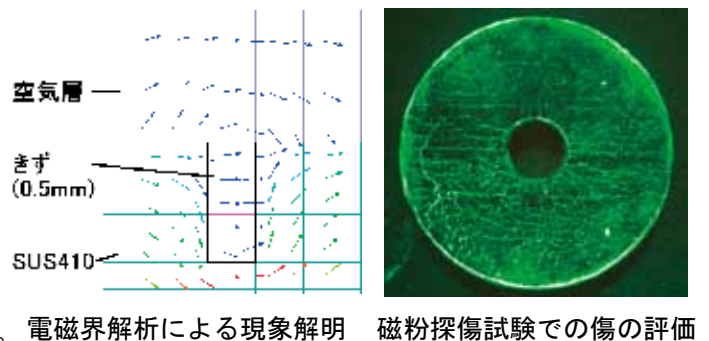 空気層
きず
(0.5mm)
SUS410
。 電磁界解析による現象解明
磁粉探傷試験での傷の評価